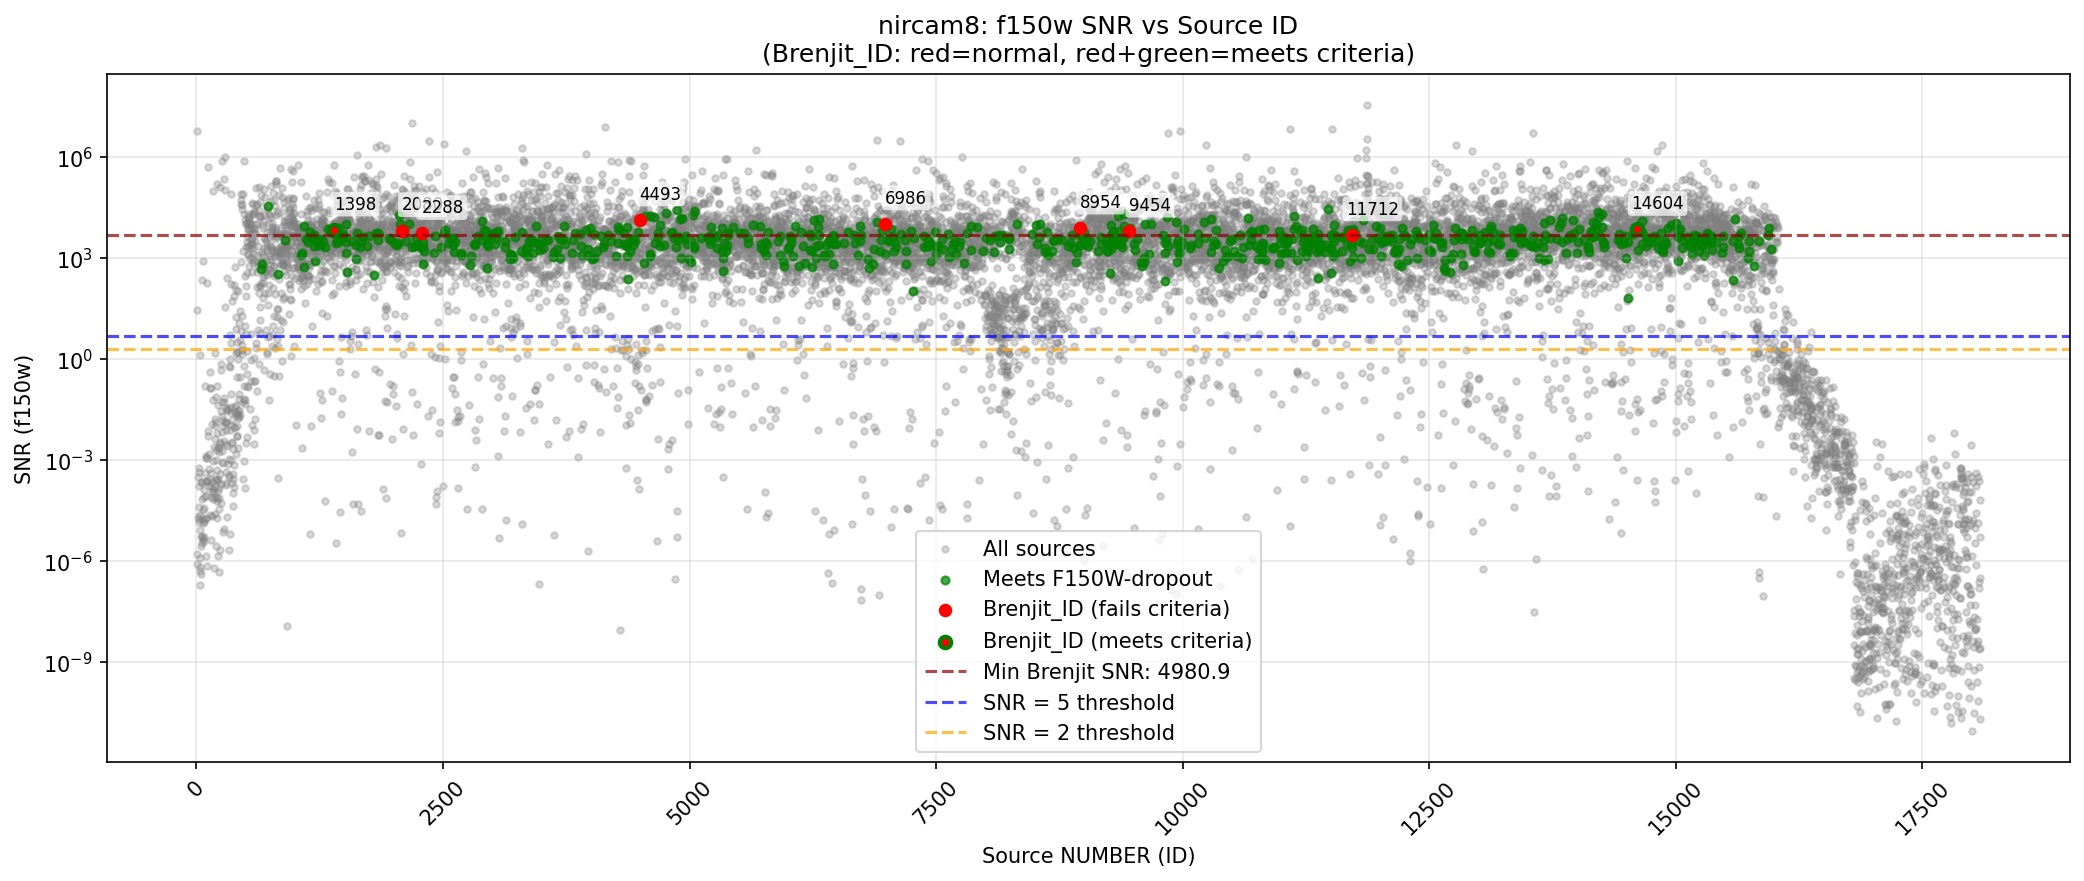 nircam8: f150w SNR vs Source ID
(Brenjit_ID: red=normal, red+green=meets criteria)
SNR (f150w)
10^6
10^3
10^0
10^-3
10^-6
10^-9
1398
2288
4493
6986
8954
9454
11712
14604
All sources
Meets F150W-dropout
Brenjit_ID (fails criteria)
Brenjit_ID (meets criteria)
Min Brenjit SNR: 4980.9
SNR = 5 threshold
SNR = 2 threshold
0
2500
5000
7500
10000
12500
15000
17500
Source NUMBER (ID)